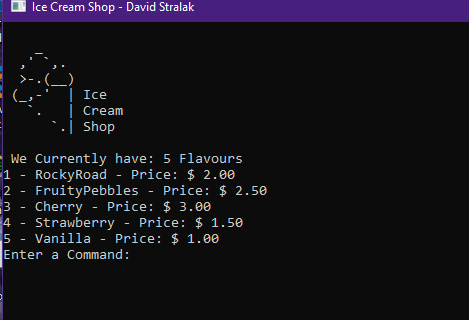 Ice Cream Shop - David Stralak
Ice
Cream
Shop
We Currently have: 5 Flavours
1 - RockyRoad - Price: $ 2.00
2 - FruityPebbles - Price: $ 2.50
3 - Cherry - Price: $ 3.00
4 - Strawberry - Price: $ 1.50
5 - Vanilla - Price: $ 1.00
Enter a Command: